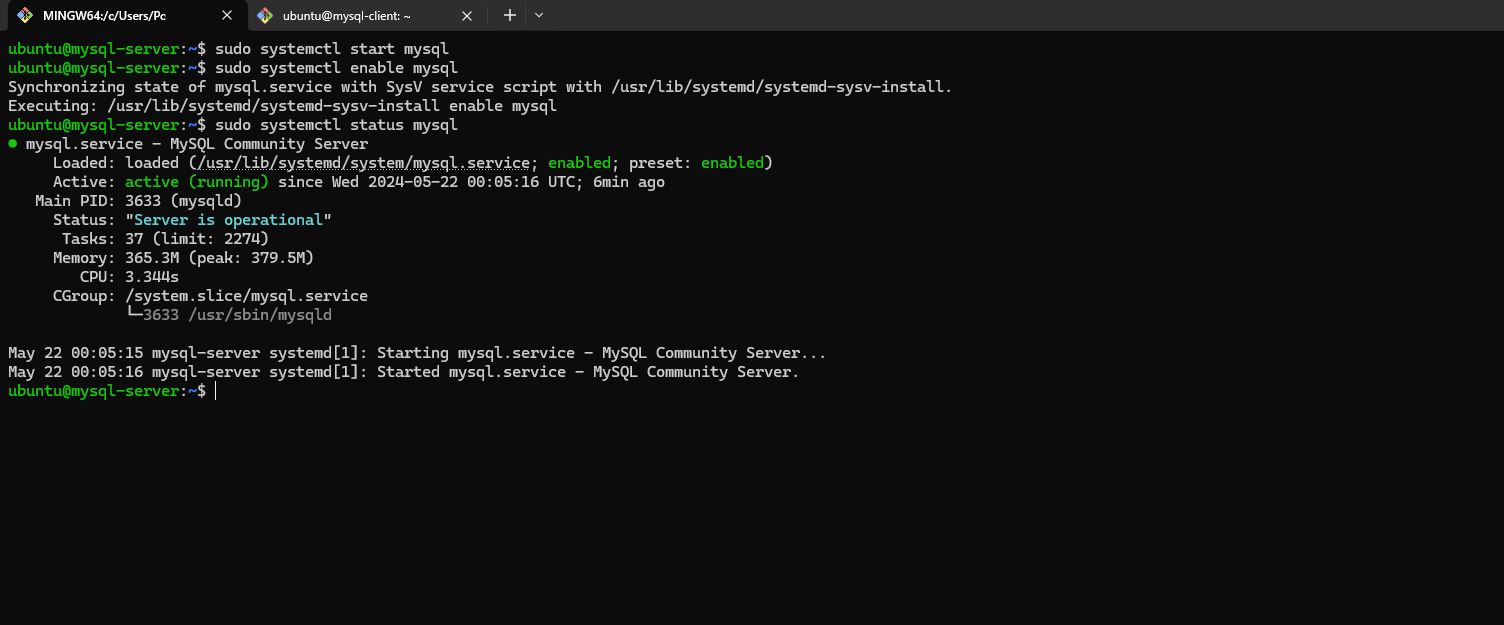 MINGW64:/c/Users/Pc
ubuntu@mysql-client: ~
ubuntu@mysql-server:~$ sudo systemctl start mysql
ubuntu@mysql-server:~$ sudo systemctl enable mysql
Synchronizing state of mysql.service with SysV service script with /usr/lib/systemd/systemd-sysv-install.
Executing: /usr/lib/systemd/systemd-sysv-install enable mysql
ubuntu@mysql-server:~$ sudo systemctl status mysql
● mysql.service - MySQL Community Server
     Loaded: loaded (/usr/lib/systemd/system/mysql.service; enabled; preset: enabled)
     Active: active (running) since Wed 2024-05-22 00:05:16 UTC; 6min ago
   Main PID: 3633 (mysqld)
     Status: "Server is operational"
      Tasks: 37 (limit: 2274)
     Memory: 365.3M (peak: 379.5M)
        CPU: 3.344s
     CGroup: /system.slice/mysql.service
             └─3633 /usr/sbin/mysqld
May 22 00:05:15 mysql-server systemd[1]: Starting mysql.service - MySQL Community Server...
May 22 00:05:16 mysql-server systemd[1]: Started mysql.service - MySQL Community Server.
ubuntu@mysql-server:~$